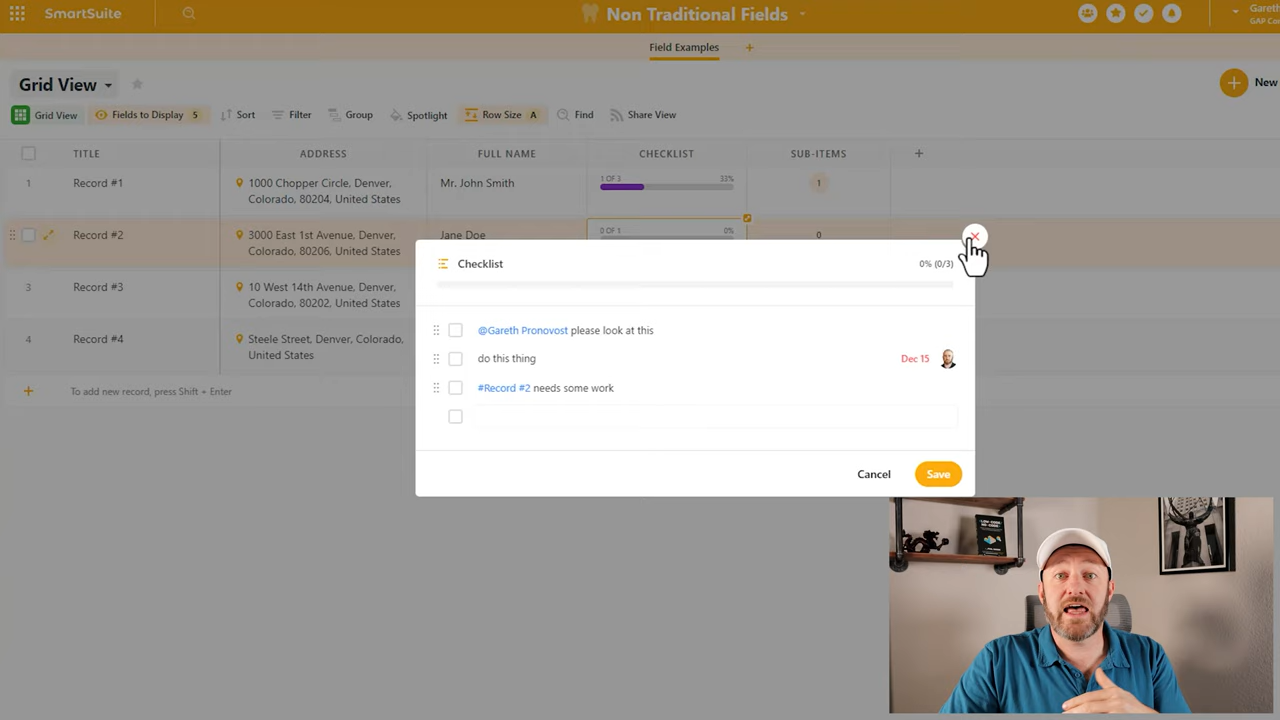 SmartSuite
Non Traditional Fields
Gareth
GAP Con
Field Examples
Grid View
New
Grid View
Fields to Display 5
Sort
Filter
Group
Spotlight
Row Size A
Find
Share View
TITLE
ADDRESS
FULL NAME
CHECKLIST
SUB-ITEMS
1
Record #1
1000 Chopper Circle, Denver,
Colorado, 80204, United States
Mr. John Smith
1 OF 3
33%
1
Record #2
3000 East 1st Avenue, Denver,
Colorado, 80206, United States
Jane Doe
0 OF 1
0%
0
3
Record #3
10 West 14th Avenue, Denver,
Colorado, 80202, United States
4
Record #4
Steele Street, Denver, Colorado,
United States
To add new record, press Shift + Enter
Checklist
0% (0/3)
@Gareth Pronovost please look at this
do this thing
Dec 15
#Record #2 needs some work
Cancel
Save
LOW-CODE
NO-CODE